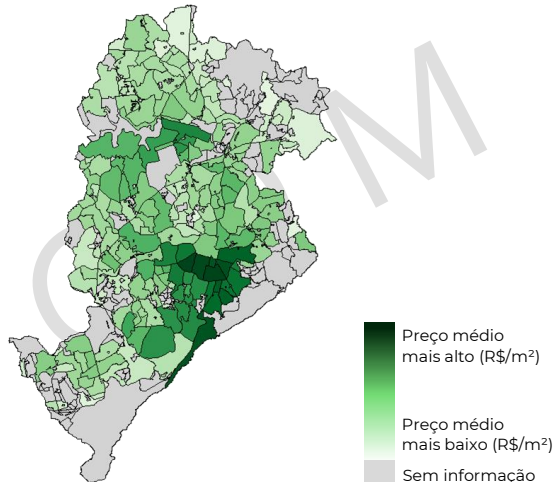 Preço médio
mais alto (R$/m²)
Preço médio
mais baixo (R$/m²)
Sem informação